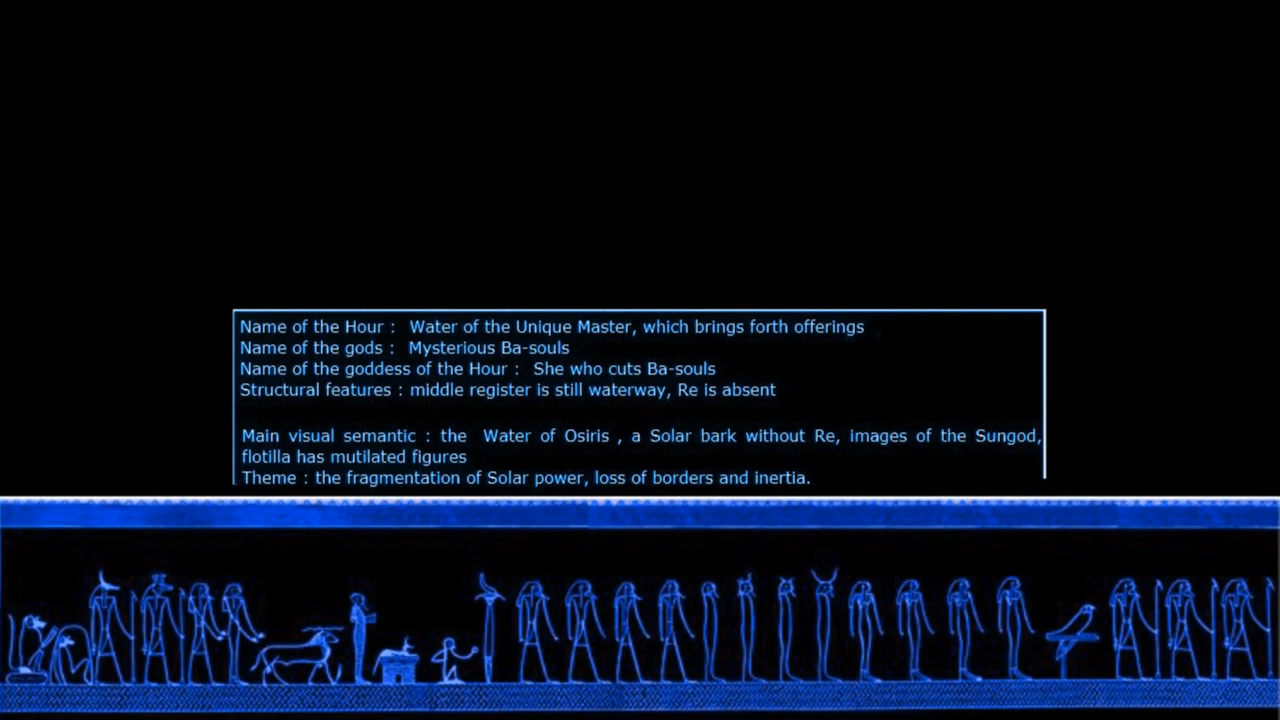 Name of the Hour : Water of the Unique Master, which brings forth offerings
Name of the gods : Mysterious Ba-souls
Name of the goddess of the Hour : She who cuts Ba-souls
Structural features : middle register is still waterway, Re is absent
Main visual semantic : the Water of Osiris , a Solar bark without Re, images of the Sungod,
flotilla has mutilated figures
Theme : the fragmentation of Solar power, loss of borders and inertia.